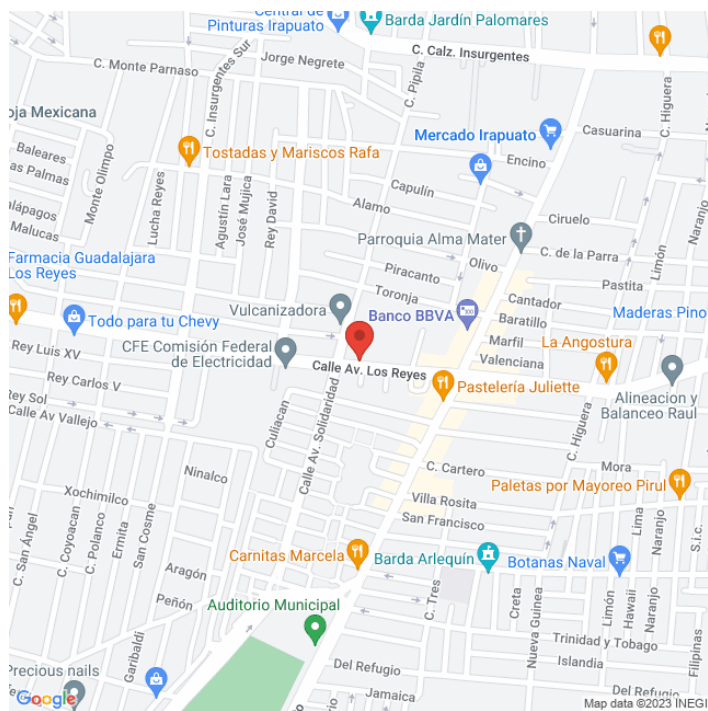 Central de
Pinturas Irapuato
Barda Jardín Palomares
C. Calz. Insurgentes
C. Monte Parnaso
C. Insurgentes Sur
Jorge Negrete
C. Pipila
C. Higuera
oja Mexicana
Mercado Irapuato
Casuarina
Baleares
as Palmas
Monte Olimpo
Tostadas y Mariscos Rafa
Encino
Capulín
Lucha Reyes
Agustín Lara
José Mujica
Rey David
Alamo
alápagos
Malucas
Ciruelo
Limón
Naranjo
Parroquia Alma Mater
C. de la Parra
Farmacia Guadalajara
Los Reyes
Olivo
Piracanto
Toronja
Pastita
Cantador
Vulcanizadora
Banco BBVA
Baratillo
Maderas Pino
Todo para tu Chevy
Marfil
Valenciana
La Angostura
Rey Luis XV
CFE Comisión Federal
de Electricidad
Calle Av. Los Reyes
Rey Carlos V
Pastelería Juliette
Alineacion y
Balanceo Raul
Rey Sol
Calle Av Vallejo
Culiacan
Calle Av. Solidaridad
C. Higuera
Ninalco
C. Cartero
Mora
Paletas por Mayoreo Pirul
Xochimilco
Villa Rosita
San Francisco
C. San Ángel
C. Coyoacan
C. Polanco
Ermita
San Cosme
Lima
Naranjo
S.i.c.
Carnitas Marcela
Barda Arlequín
Botanas Naval
Aragón
Peñón
Auditorio Municipal
C. Tres
Creta
Nueva Guinea
Limón
Hawaii
Naranjo
Garibaldi
Trinidad y Tobago
Filipinas
Islandia
Precious nails
Del Refugio
Del Refugio
Jamaica
Google
Map data ©2023 INEGI